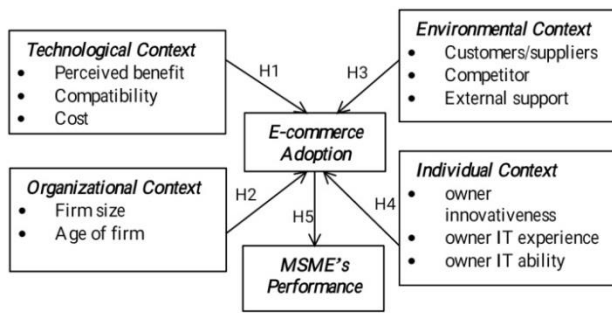 Technological Context
• Perceived benefit
• Compatibility
• Cost
H1
H3
Environmental Context
• Customers/suppliers
• Competitor
• External support
E-commerce
Adoption
Organizational Context
• Firm size
• Age of firm
H2
H5
H4
Individual Context
• owner
innovativeness
• owner IT experience
• owner IT ability
MSME's
Performance